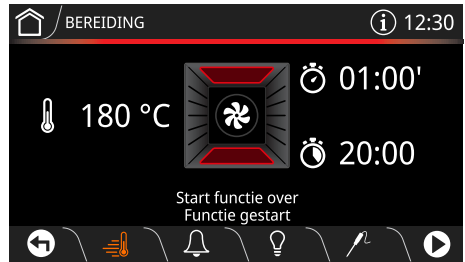 BEREIDING
i 12:30
180 °C
01:00'
20:00
Start functie over
Functie gestart